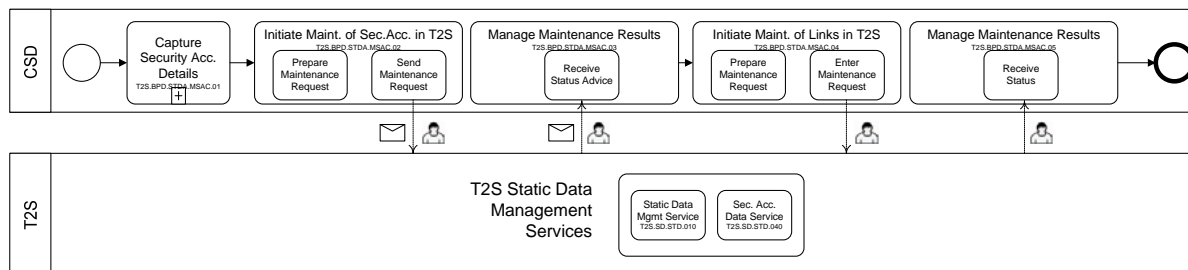 CSD
Capture
Security Acc.
Details
T2S.BPD.STDA.MSAC.01
Initiate Maint. of Sec.Acc. in T2S
T2S.BPD.STDA.MSAC.02
Prepare
Maintenance
Request
Send
Maintenance
Request
Manage Maintenance Results
T2S.BPD.STDA.MSAC.03
Receive
Status Advice
Initiate Maint. of Links in T2S
T2S.BPD.STDA.MSAC.04
Prepare
Maintenance
Request
Enter
Maintenance
Request
Manage Maintenance Results
T2S.BPD.STDA.MSAC.05
Receive
Status
T2S
T2S Static Data
Management
Services
Static Data
Mgmt Service
T2S.SD.STD.010
Sec. Acc.
Data Service
T2S.SD.STD.040